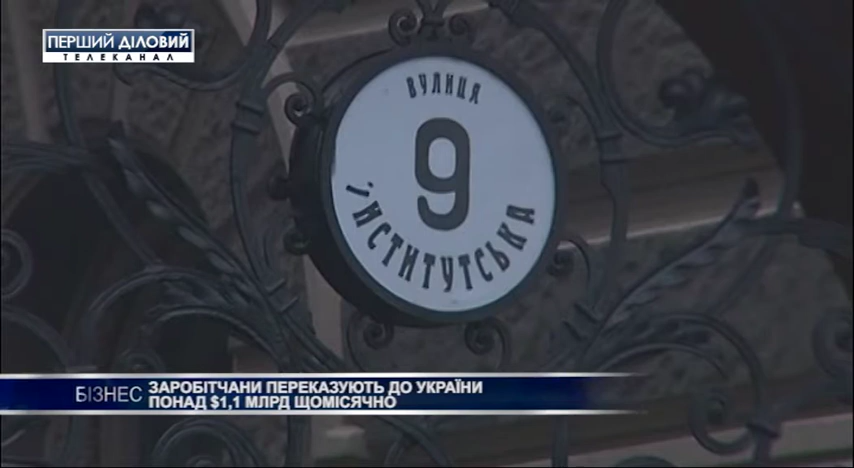 ПЕРШИЙ ДІЛОВИЙ
ТЕЛЕКАНАЛ
ВУЛИЦЯ
9
ІНСТИТУТСЬКА
БІЗНЕС
ЗАРОБІТЧАНИ ПЕРЕКАЗУЮТЬ ДО УКРАЇНИ
ПОНАД $1,1 МЛРД ЩОМІСЯЧНО